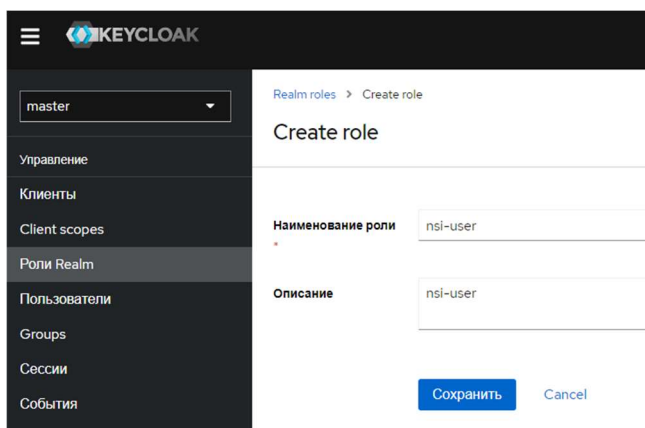 KEYCLOAK
master
Управление
Клиенты
Client scopes
Роли Realm
Пользователи
Groups
Сессии
События
Realm roles > Create role
Create role
Наименование роли *
nsi-user
Описание
nsi-user
Сохранить Cancel